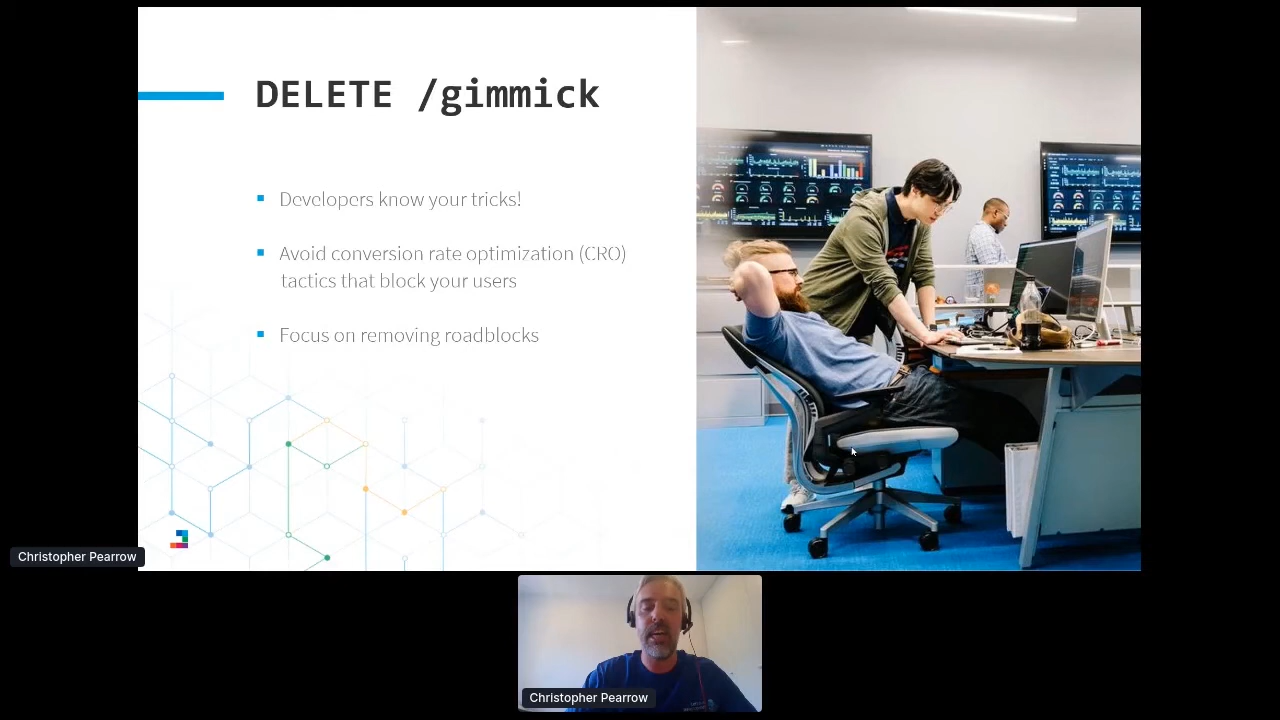 DELETE /gimmick
Developers know your tricks!
Avoid conversion rate optimization (CRO)
tactics that block your users
Focus on removing roadblocks
Christopher Pearrow
Christopher Pearrow